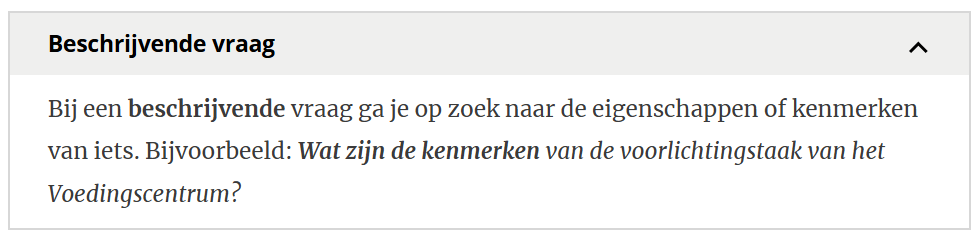 Beschrijvende vraag
Bij een beschrijvende vraag ga je op zoek naar de eigenschappen of kenmerken
van iets. Bijvoorbeeld: Wat zijn de kenmerken van de voorlichtingstaak van het
Voedingscentrum?